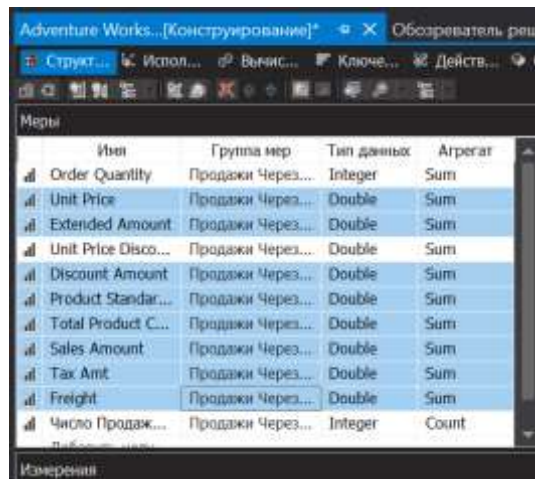 Adventure Works...[Конструирование]* Обозреватель реш
Структ... Испол... Вычис... Ключе... Действ...
Меры
Имя Группа мер Тип данных Агрегат
Order Quantity Продажи Через... Integer Sum
Unit Price Продажи Через... Double Sum
Extended Amount Продажи Через... Double Sum
Unit Price Disco... Продажи Через... Double Sum
Discount Amount Продажи Через... Double Sum
Product Standar... Продажи Через... Double Sum
Total Product C... Продажи Через... Double Sum
Sales Amount Продажи Через... Double Sum
Tax Amt Продажи Через... Double Sum
Freight Продажи Через... Double Sum
Число Продаж... Продажи Через... Integer Count
Измерения